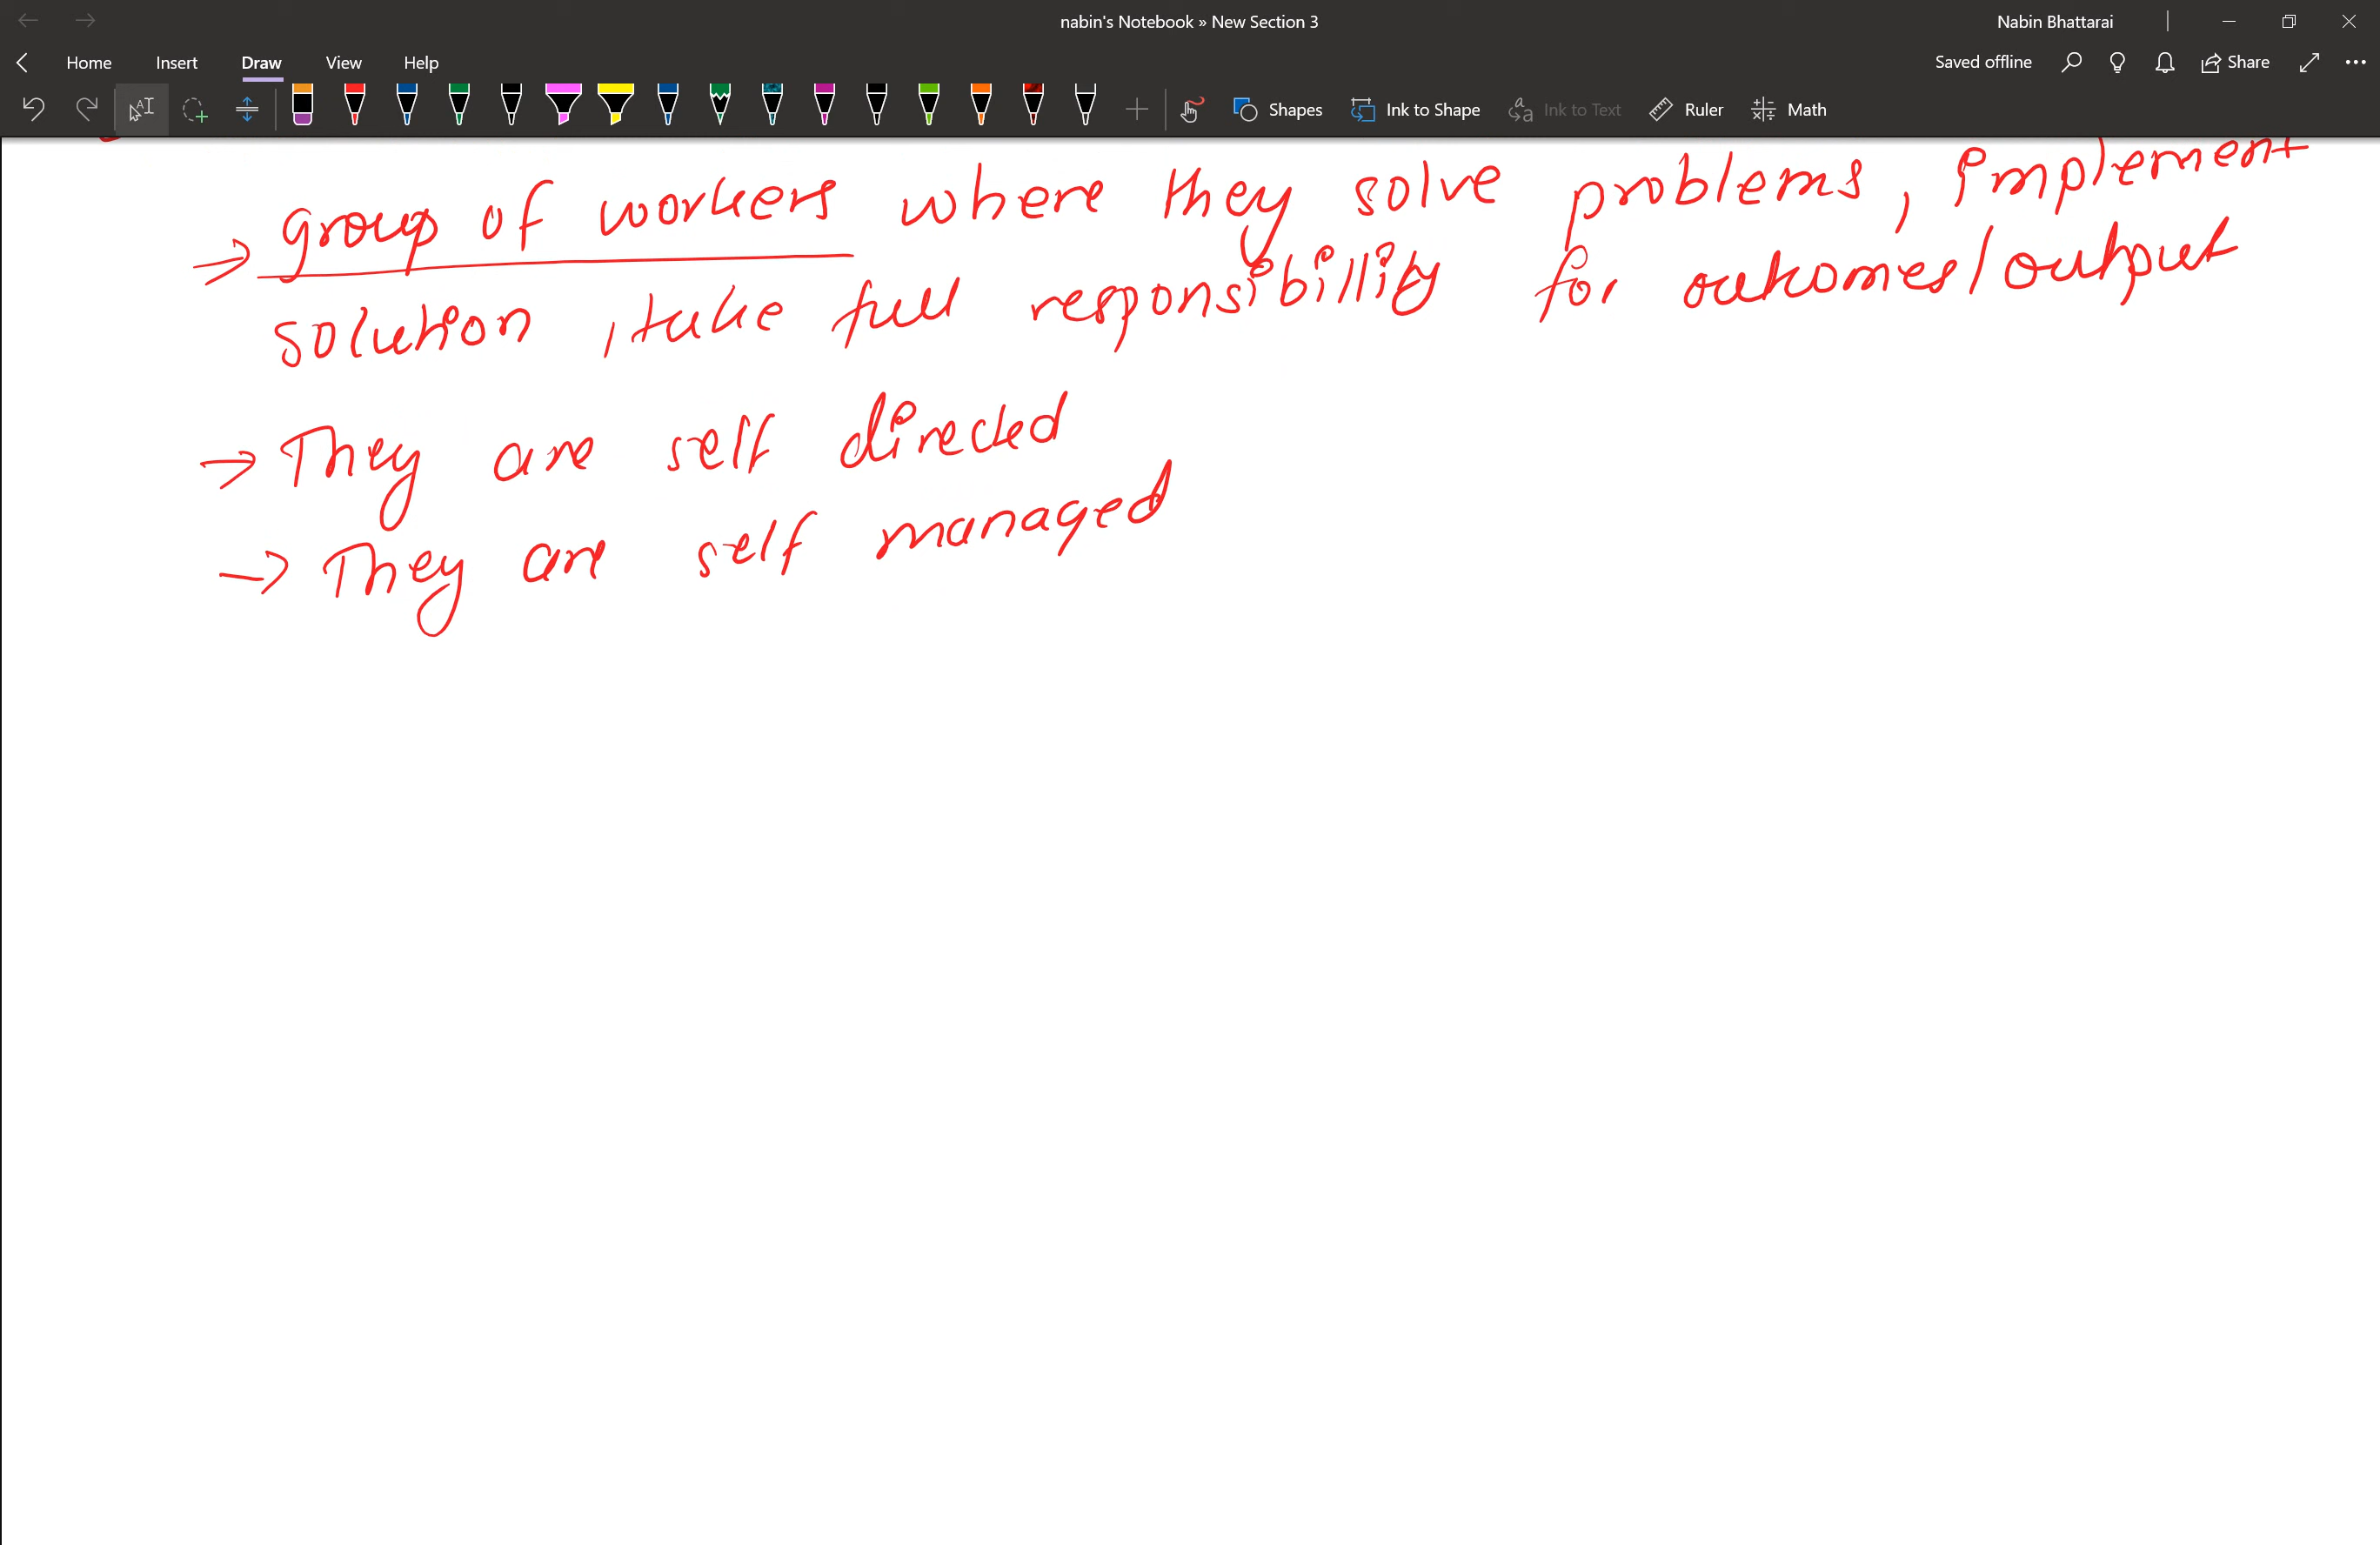 nabin's Notebook » New Section 3
Nabin Bhattarai
Home Insert Draw View Help
Saved offline
Share
Shapes Ink to Shape Ink to Text Ruler Math
⇒ group of workers where they solve problems, implement
solution, take full responsibillity for outcomes/output
→ They are self directed
→ They are self managed